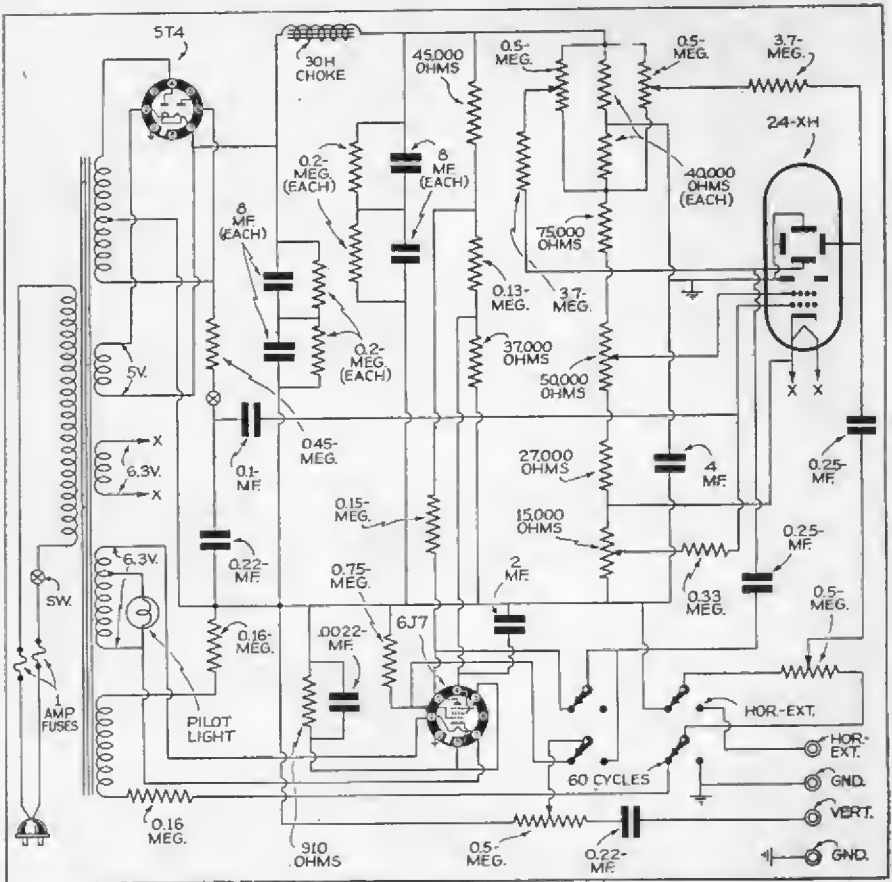 5T4
30H
CHOKE
45,000
OHMS
0.5-
MEG.
0.5-
MEG.
3.7-
MEG.
24-XH
0.2-
MEG.
(EACH)
8
MF.
(EACH)
40,000
OHMS
(EACH)
8
MF.
(EACH)
75,000
OHMS
0.13-
MEG.
3.7-
MEG.
0.2-
MEG.
(EACH)
37,000
OHMS
50,000
OHMS
5V.
X
X
0.1-
MF.
0.45-
MEG.
27,000
OHMS
4
MF.
0.25-
MF.
X
6.3V.
X
0.15-
MEG.
15,000
OHMS
0.22-
MF.
0.75-
MEG.
2
MF.
0.33
MEG.
0.25-
MF.
6.3V.
SW.
0.16-
MEG.
.0022-
MF.
6J7
0.5-
MEG.
1
AMP
FUSES
PILOT
LIGHT
HOR.-EXT.
HOR.-
EXT.
60 CYCLES
GND.
0.16
MEG.
910
OHMS
0.5-
MEG.
0.22-
MF.
VERT.
GND.